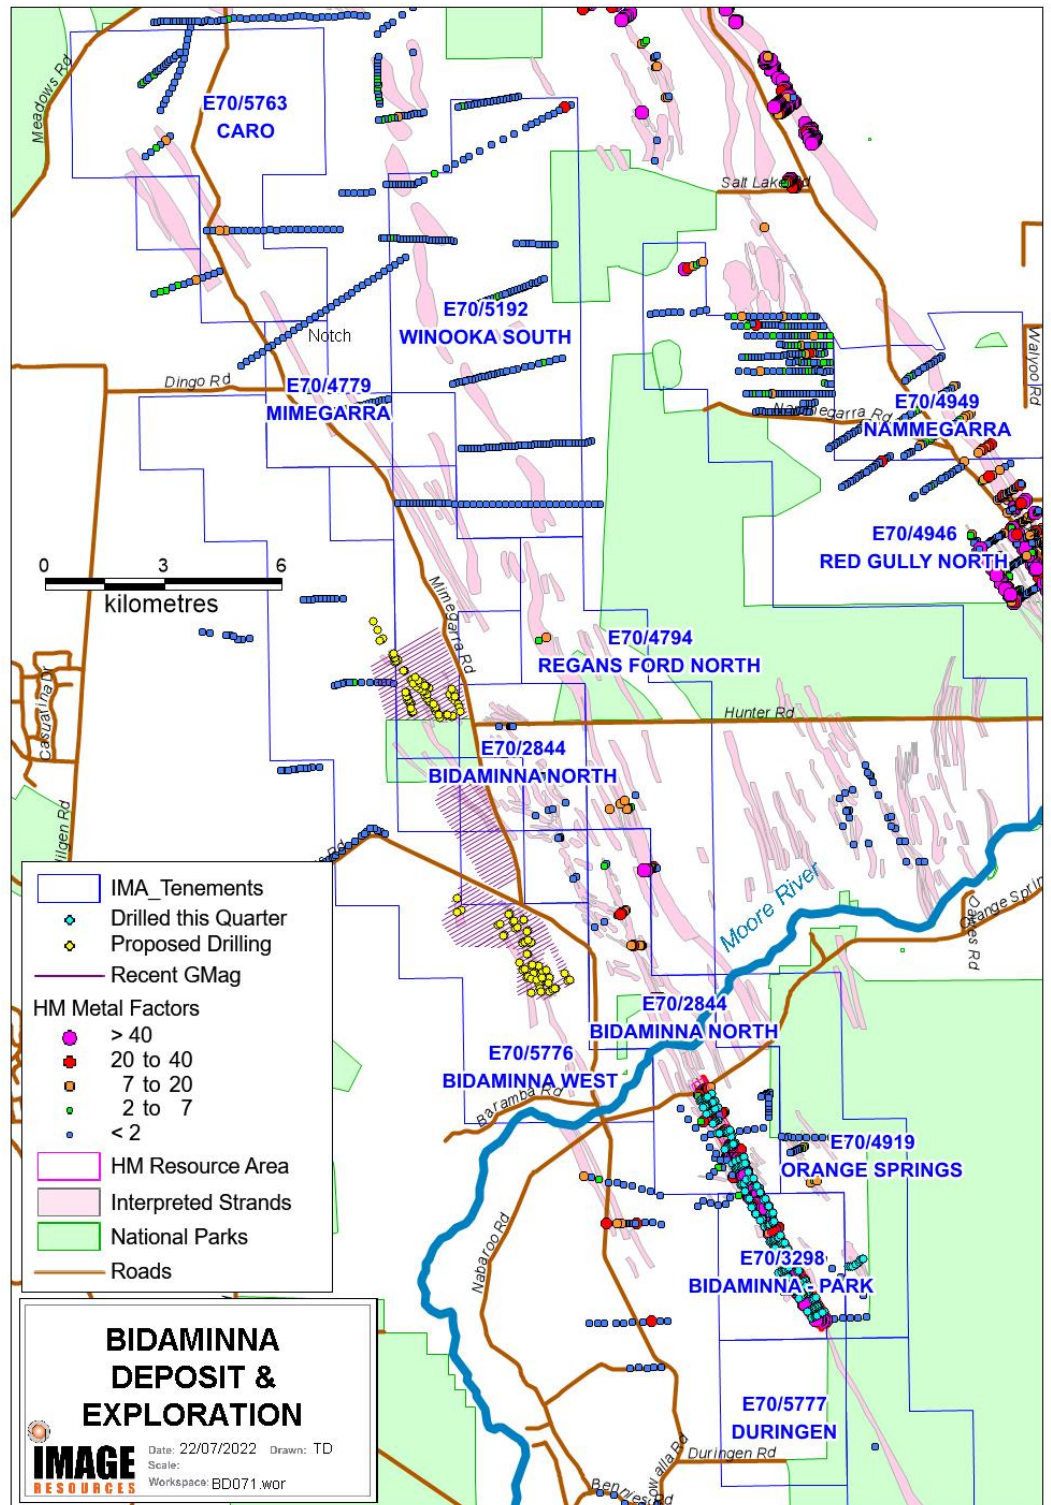 Meadows Rd
E70/5763
CARO
Salt Lake Rd
E70/5192
WINOOKA SOUTH
Notch
Waiyoo Rd
Dingo Rd
E70/4779
MIMEGARRA
E70/4949
NAMMEGARRA
Nammegarra Rd
E70/4946
RED GULLY NORTH
0 3 6
kilometres
Mimegarra Rd
E70/4794
REGANS FORD NORTH
Casuarina Dr
Hunter Rd
E70/2844
BIDAMINNA NORTH
Moore River
Orange Sprin
IMA_Tenements
Drilled this Quarter
Proposed Drilling
Recent GMag
HM Metal Factors
> 40
20 to 40
7 to 20
2 to 7
< 2
HM Resource Area
Interpreted Strands
National Parks
Roads
E70/2844
BIDAMINNA NORTH
E70/5776
BIDAMINNA WEST
Baramba Rd
E70/4919
ORANGE SPRINGS
Nabaroo Rd
E70/3298
BIDAMINNA - PARK
E70/5777
DURINGEN
Duringen Rd
BIDAMINNA
DEPOSIT &
EXPLORATION
IMAGE
RESOURCES
Date: 22/07/2022 Drawn: TD
Scale:
Workspace: BD071.wor